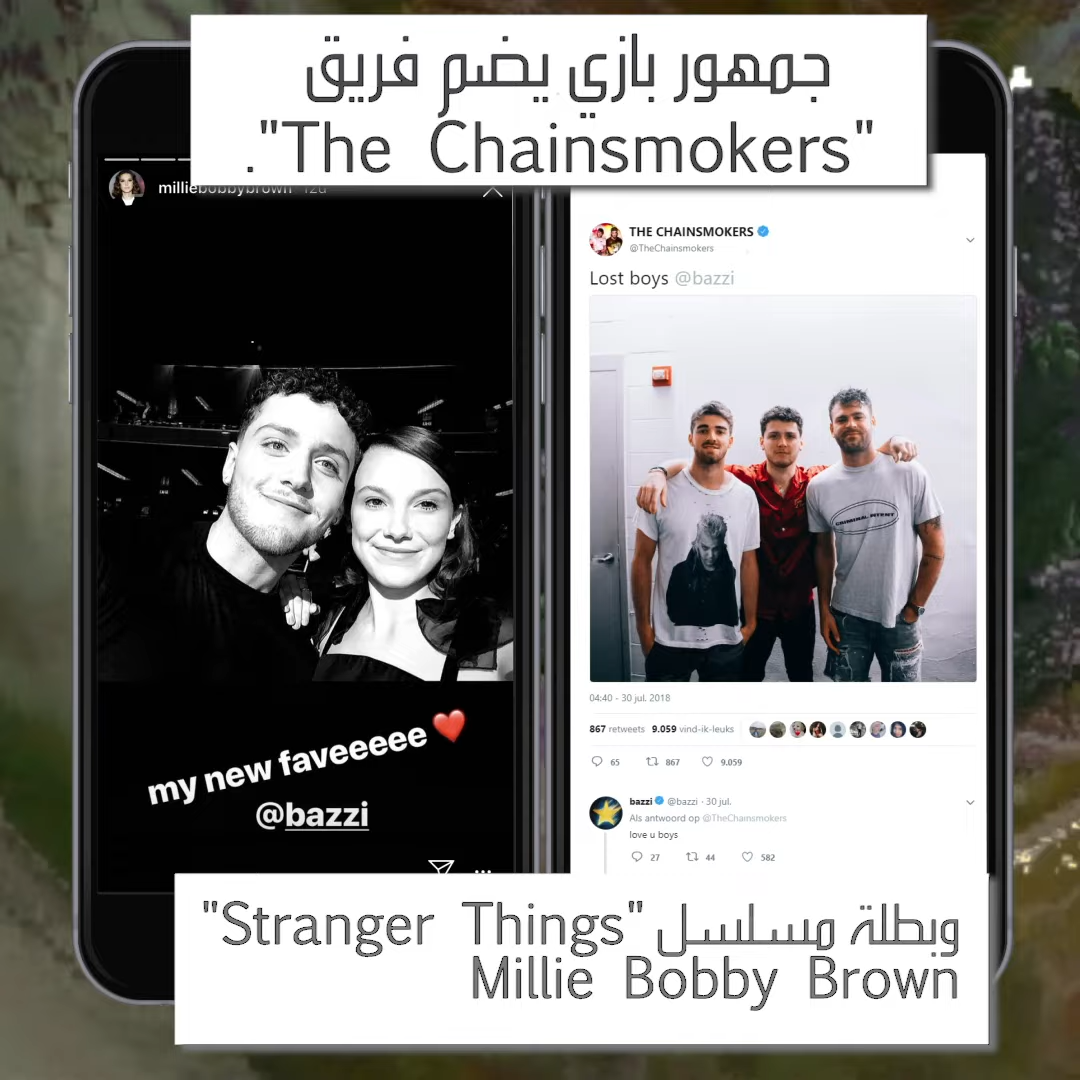 جمهور بازي يضم فريق
"The Chainsmokers".
milliebobbybrown 12d
my new faveeeee
@bazzi
THE CHAINSMOKERS
@TheChainsmokers
Lost boys @bazzi
CRIMINAL INTENT
04:40 - 30 jul. 2018
867 retweets 9.059 vind-ik-leuks
65 867 9.059
bazzi @bazzi · 30 jul.
Als antwoord op @TheChainsmokers
love u boys
27 44 582
وبطلة مسلسل "Stranger Things"
Millie Bobby Brown